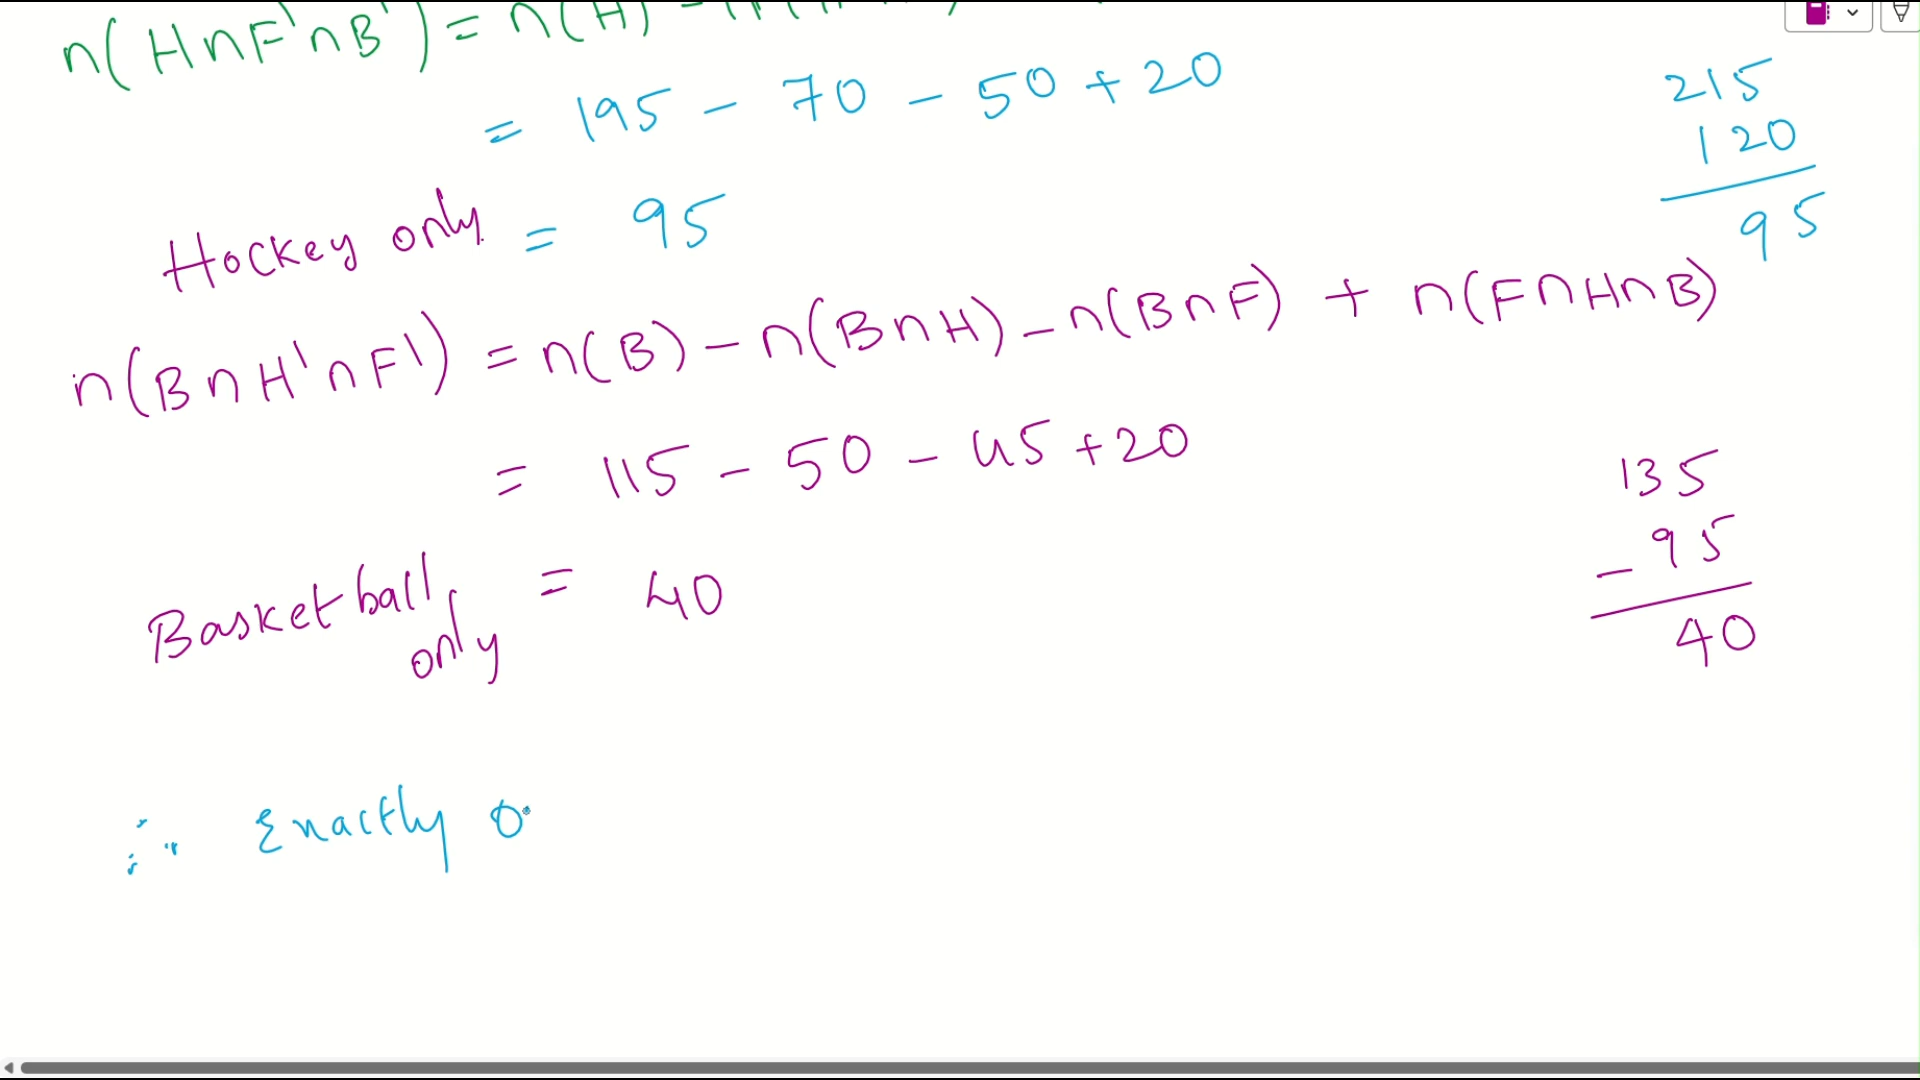 n(H∩F'∩B') = n(H) -
= 195 - 70 - 50 + 20
215
120
95
Hockey only = 95
n(B∩H'∩F') = n(B) - n(B∩H) - n(B∩F) + n(F∩H∩B)
= 115 - 50 - 45 + 20
135
- 95
40
Basketball only = 40
∴ Exactly o